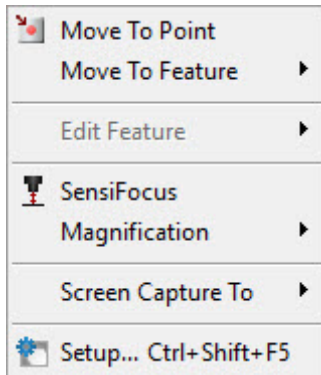 Move To Point
Move To Feature
Edit Feature
SensiFocus
Magnification
Screen Capture To
Setup... Ctrl+Shift+F5